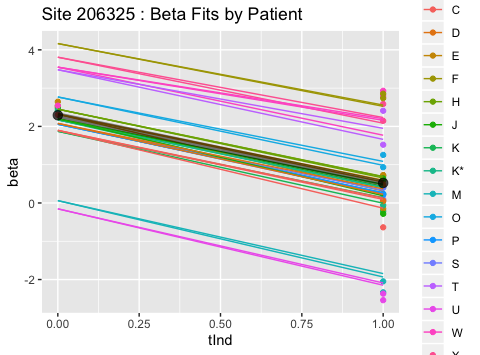 Site 206325 : Beta Fits by Patient
4
2
0
-2
beta
0.00 0.25 0.50 0.75 1.00
tInd
C
D
E
F
H
J
K
K*
M
O
P
S
T
U
W